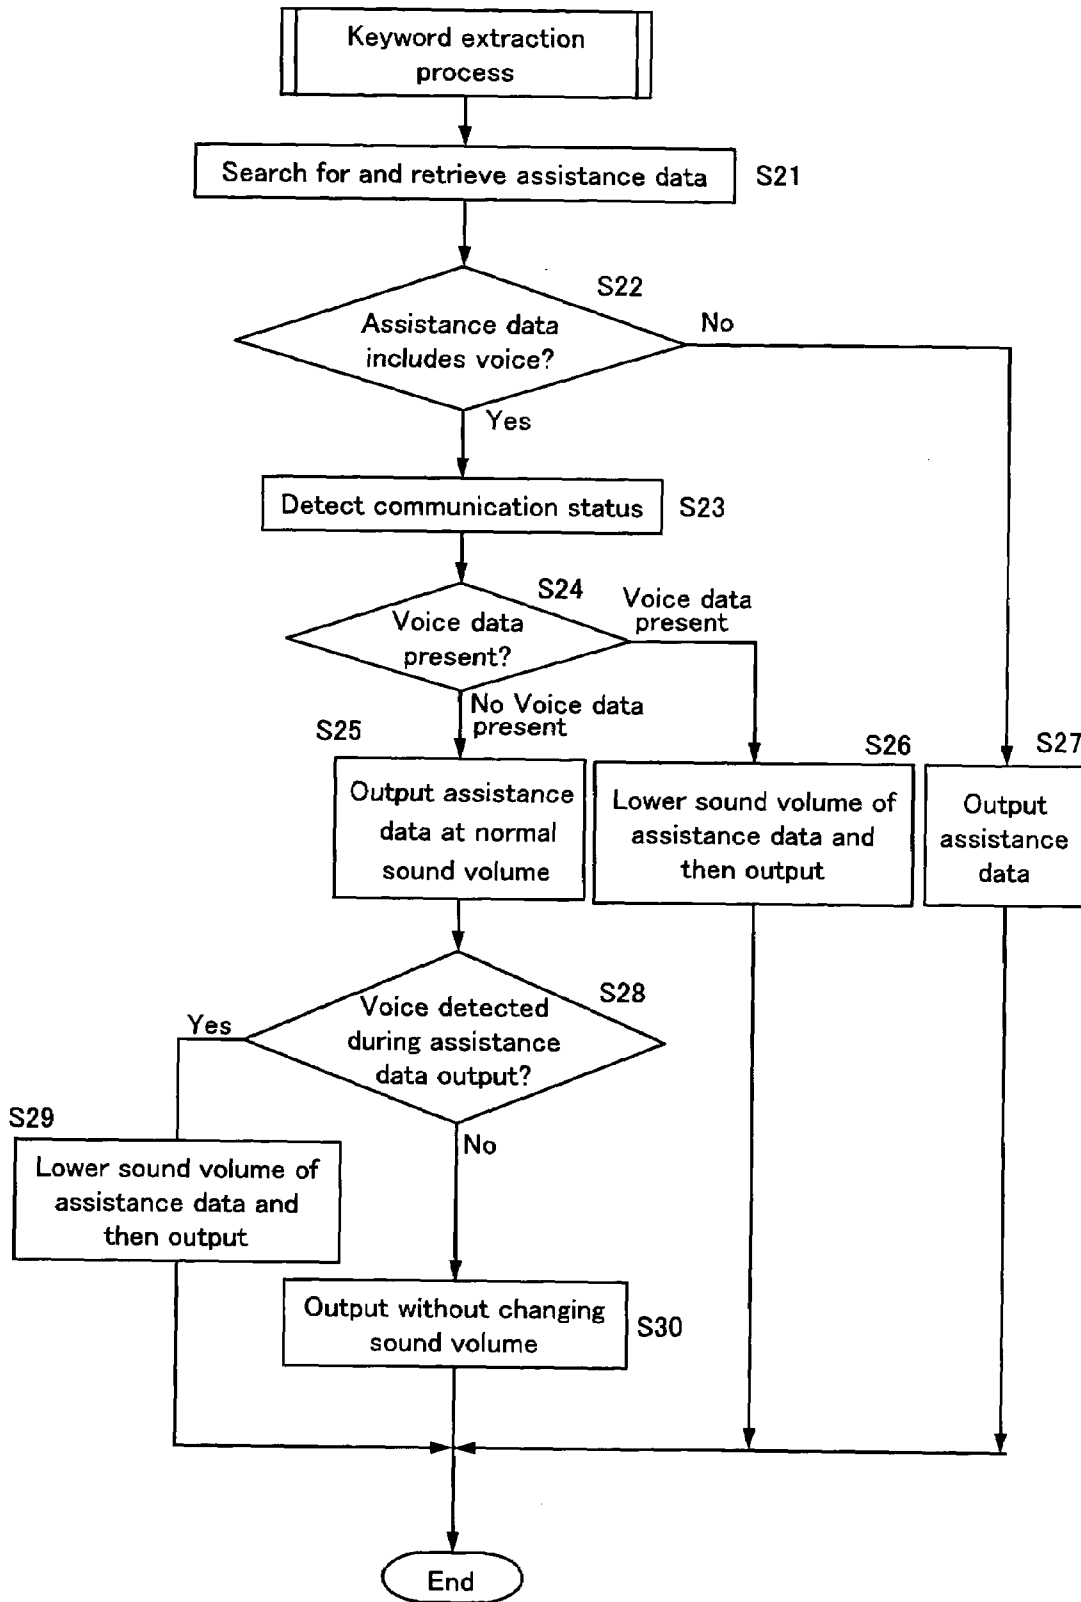 Keyword extraction
process
Search for and retrieve assistance data
S21
S22
Assistance data
includes voice?
No
Yes
Detect communication status
S23
S24
Voice data
present?
Voice data
present
No Voice data
present
S25
Output assistance
data at normal
sound volume
S26
Lower sound volume of
assistance data and
then output
S27
Output
assistance
data
S28
Voice detected
during assistance
data output?
Yes
No
S29
Lower sound volume of
assistance data and
then output
Output without changing
sound volume
S30
End